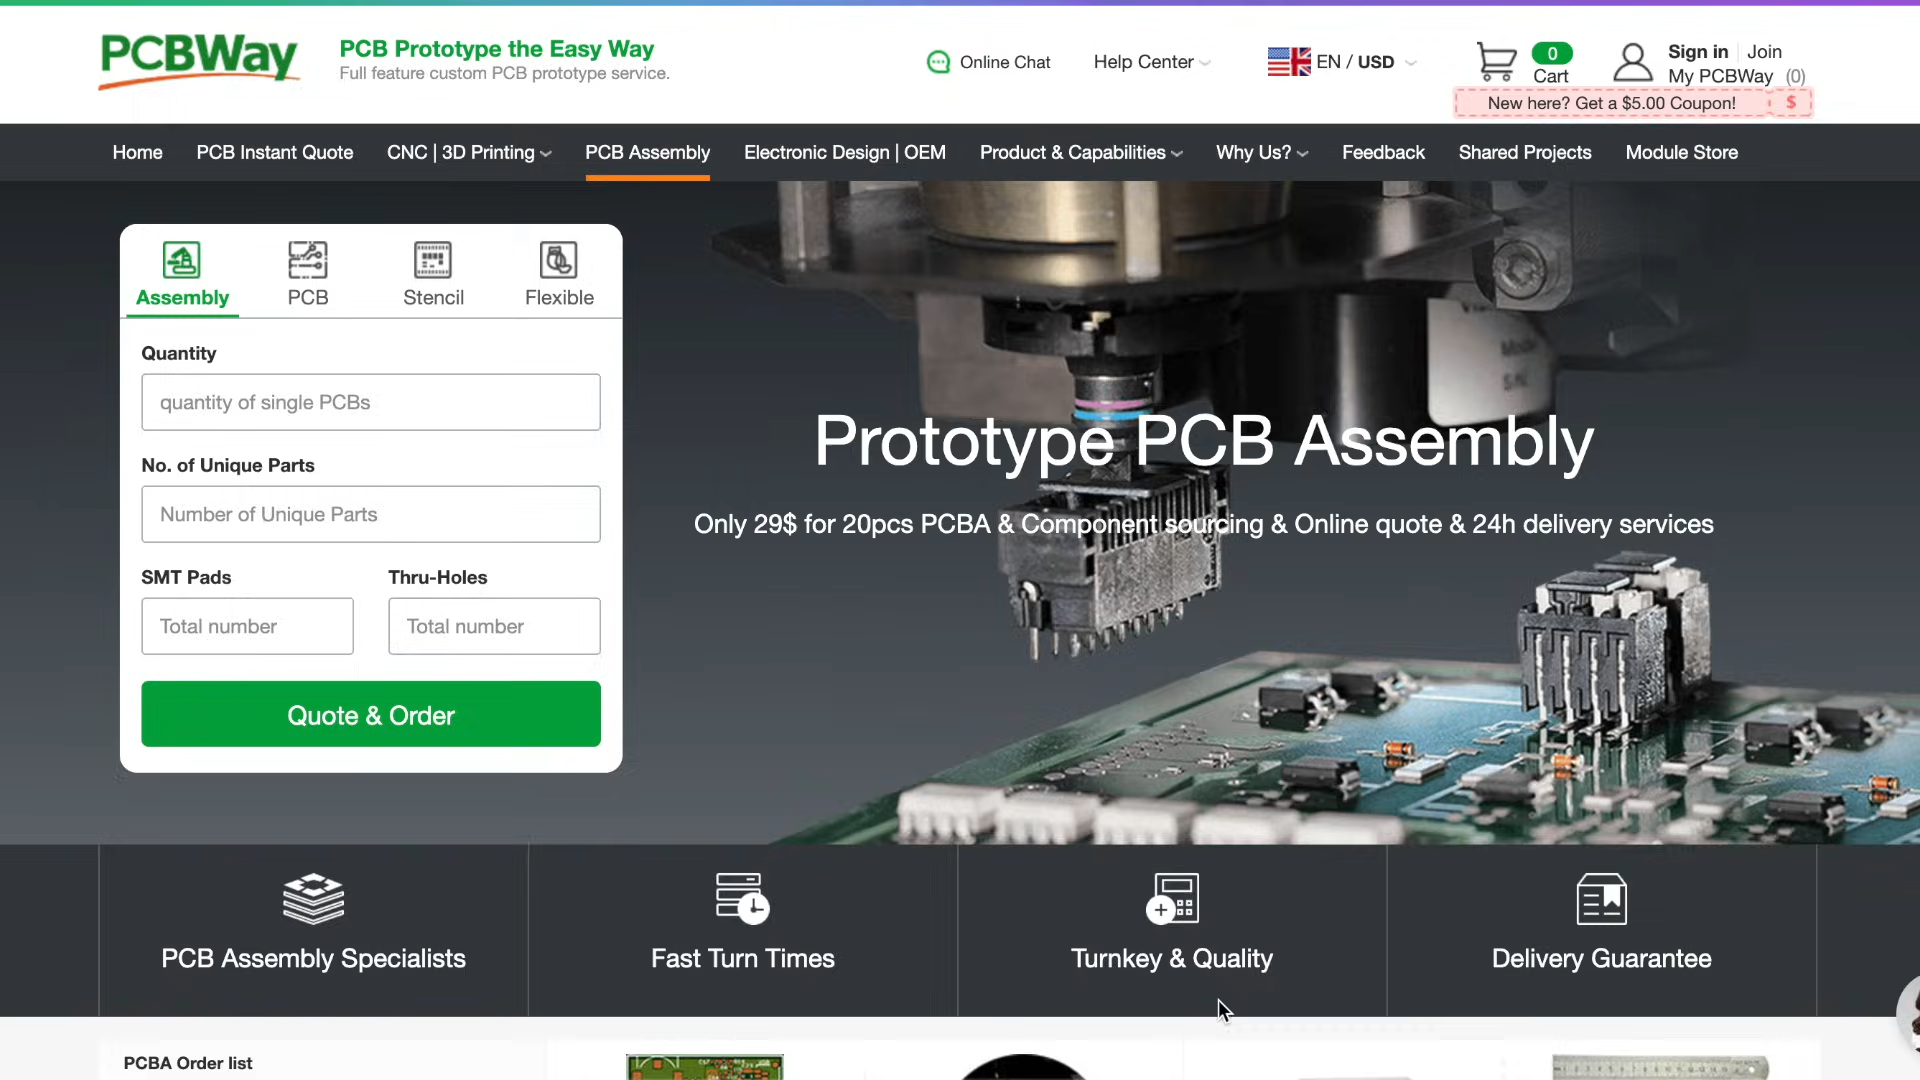 PCBWay
PCB Prototype the Easy Way
Full feature custom PCB prototype service.
Online Chat
Help Center
EN / USD
0
Cart
Sign in
Join
My PCBWay (0)
New here? Get a $5.00 Coupon!
$
Home
PCB Instant Quote
CNC | 3D Printing
PCB Assembly
Electronic Design | OEM
Product & Capabilities
Why Us?
Feedback
Shared Projects
Module Store
Assembly
PCB
Stencil
Flexible
Quantity
quantity of single PCBs
No. of Unique Parts
Number of Unique Parts
SMT Pads
Thru-Holes
Total number
Total number
Quote & Order
Prototype PCB Assembly
Only 29$ for 20pcs PCBA & Component sourcing & Online quote & 24h delivery services
PCB Assembly Specialists
Fast Turn Times
Turnkey & Quality
Delivery Guarantee
PCBA Order list